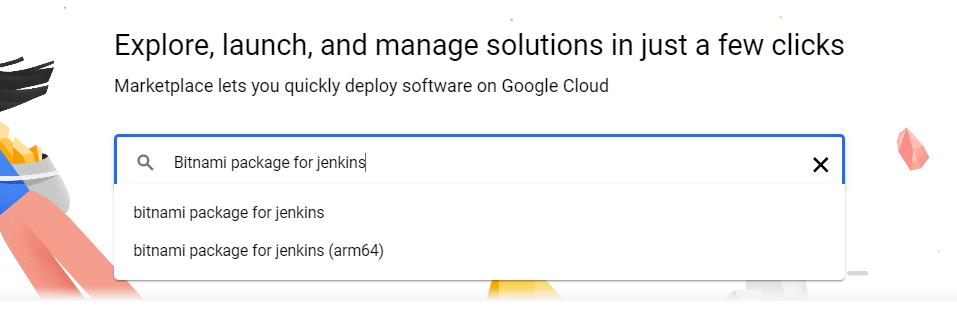 Explore, launch, and manage solutions in just a few clicks
Marketplace lets you quickly deploy software on Google Cloud
Bitnami package for jenkins
bitnami package for jenkins
bitnami package for jenkins (arm64)